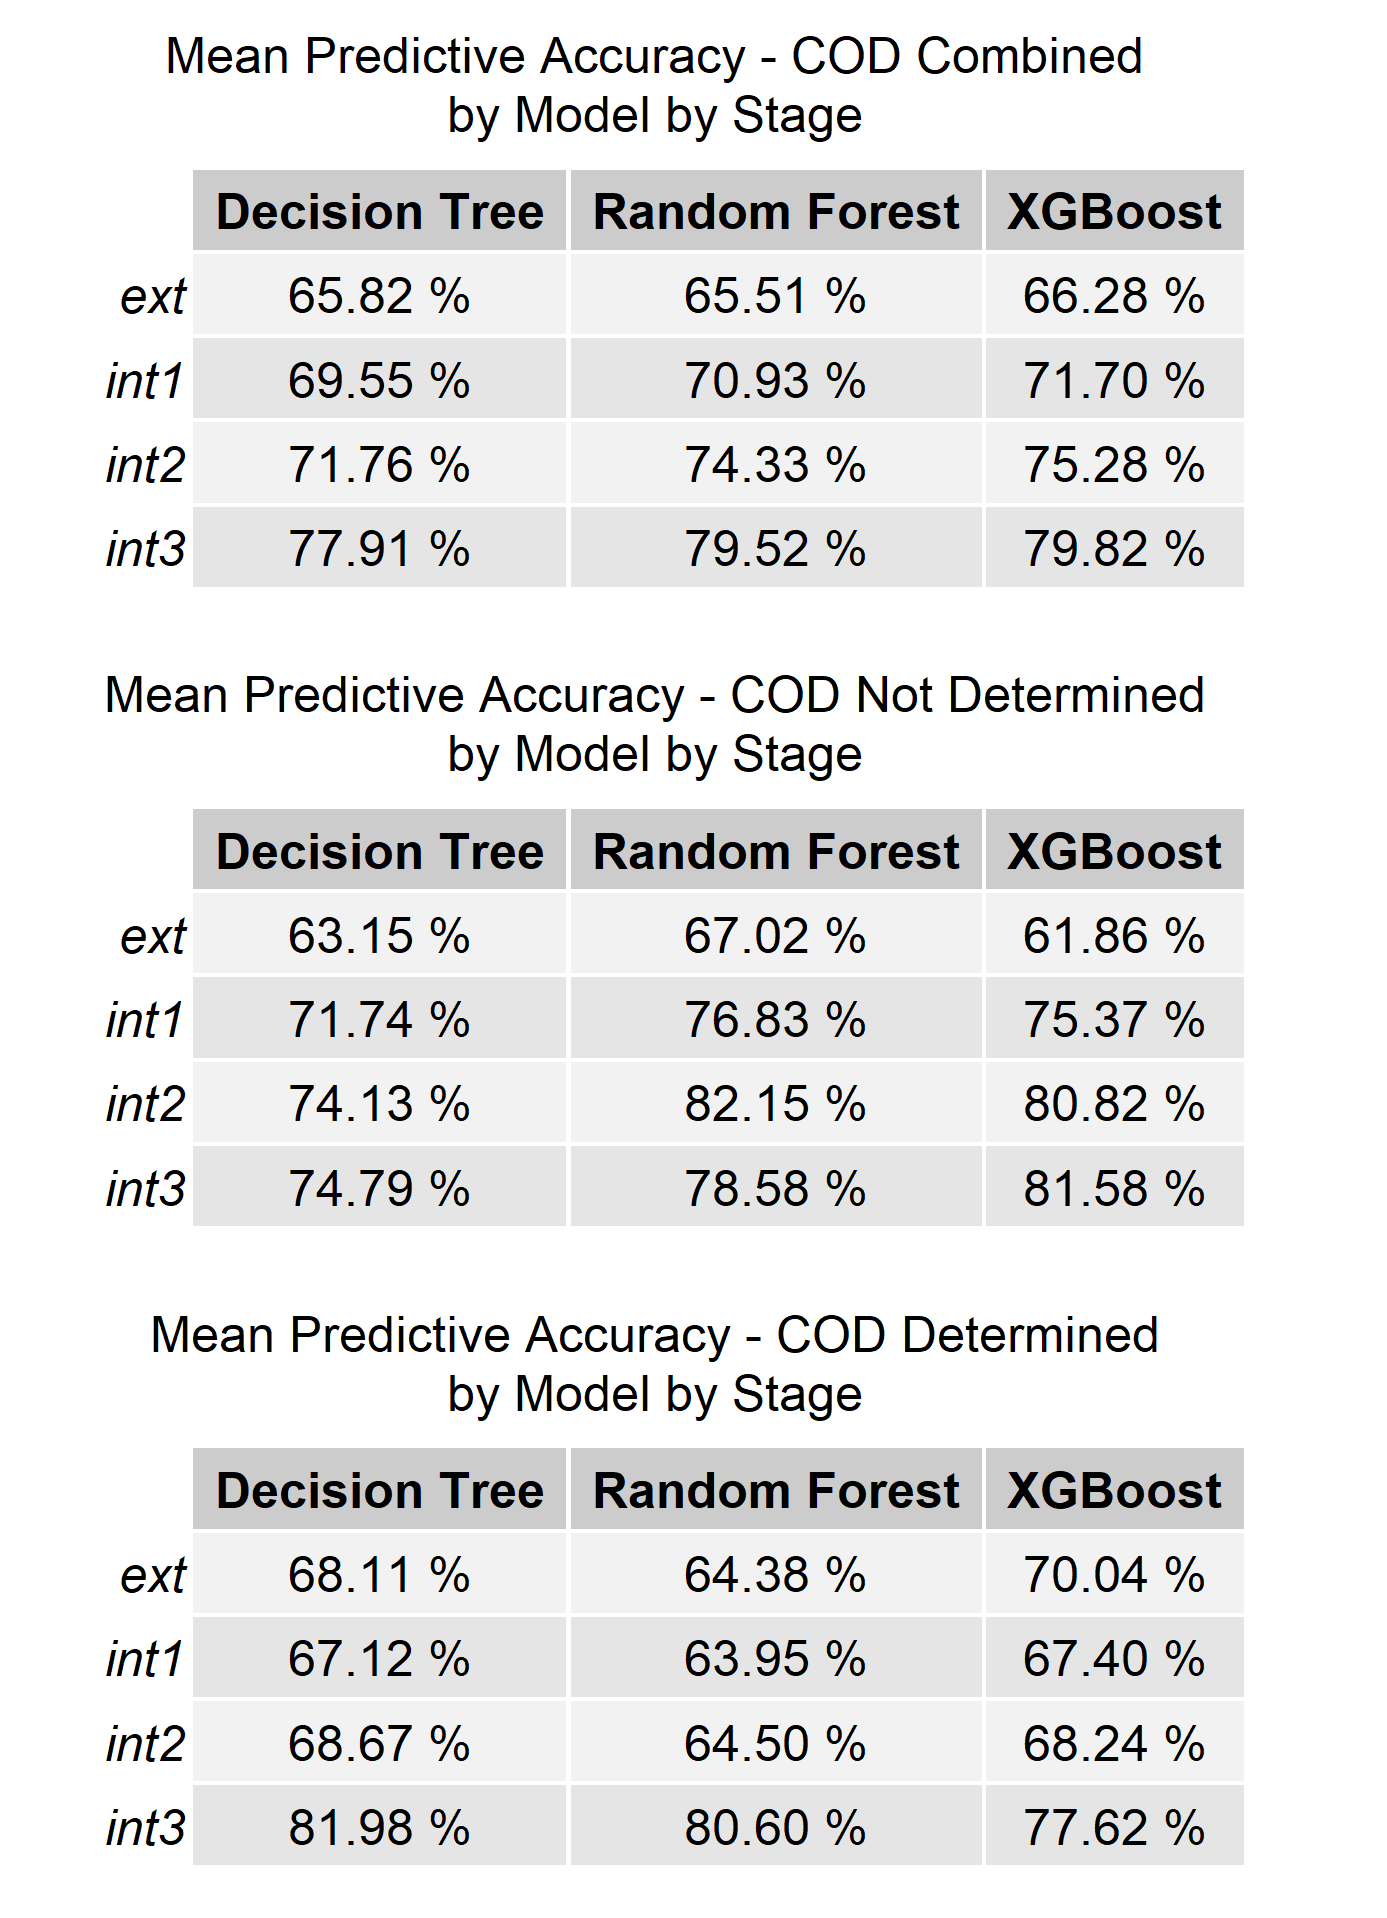 Mean Predictive Accuracy - COD Combined
by Model by Stage
Decision Tree Random Forest XGBoost
ext 65.82 % 65.51 % 66.28 %
int1 69.55 % 70.93 % 71.70 %
int2 71.76 % 74.33 % 75.28 %
int3 77.91 % 79.52 % 79.82 %
Mean Predictive Accuracy - COD Not Determined
by Model by Stage
Decision Tree Random Forest XGBoost
ext 63.15 % 67.02 % 61.86 %
int1 71.74 % 76.83 % 75.37 %
int2 74.13 % 82.15 % 80.82 %
int3 74.79 % 78.58 % 81.58 %
Mean Predictive Accuracy - COD Determined
by Model by Stage
Decision Tree Random Forest XGBoost
ext 68.11 % 64.38 % 70.04 %
int1 67.12 % 63.95 % 67.40 %
int2 68.67 % 64.50 % 68.24 %
int3 81.98 % 80.60 % 77.62 %